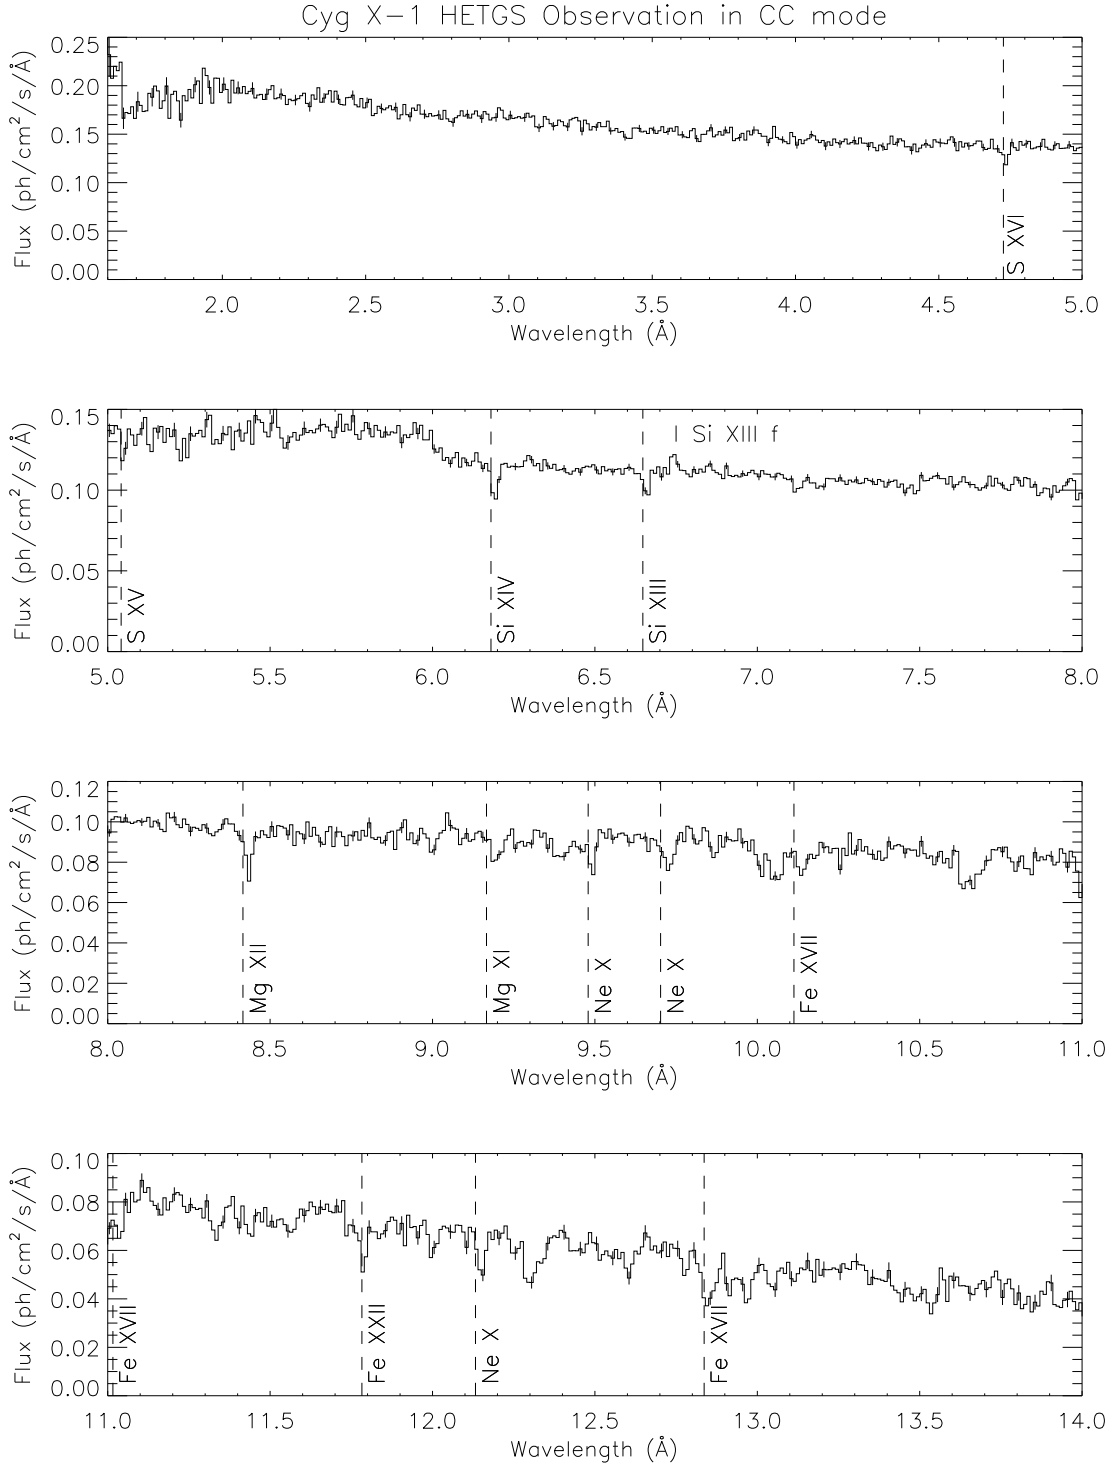 Cyg X−1 HETGS Observation in CC mode
Flux (ph/cm²/s/Å)
0.25
0.20
0.15
0.10
0.05
0.00
S XVI
2.0 2.5 3.0 3.5 4.0 4.5 5.0
Wavelength (Å)
Flux (ph/cm²/s/Å)
0.15
0.10
0.05
0.00
I Si XIII f
S XV
Si XIV
Si XIII
5.0 5.5 6.0 6.5 7.0 7.5 8.0
Wavelength (Å)
Flux (ph/cm²/s/Å)
0.12
0.10
0.08
0.06
0.04
0.02
0.00
Mg XII
Mg XI
Ne X
Ne X
Fe XVII
8.0 8.5 9.0 9.5 10.0 10.5 11.0
Wavelength (Å)
Flux (ph/cm²/s/Å)
0.10
0.08
0.06
0.04
0.02
0.00
Fe XVII
Fe XXII
Ne X
Fe XVII
11.0 11.5 12.0 12.5 13.0 13.5 14.0
Wavelength (Å)